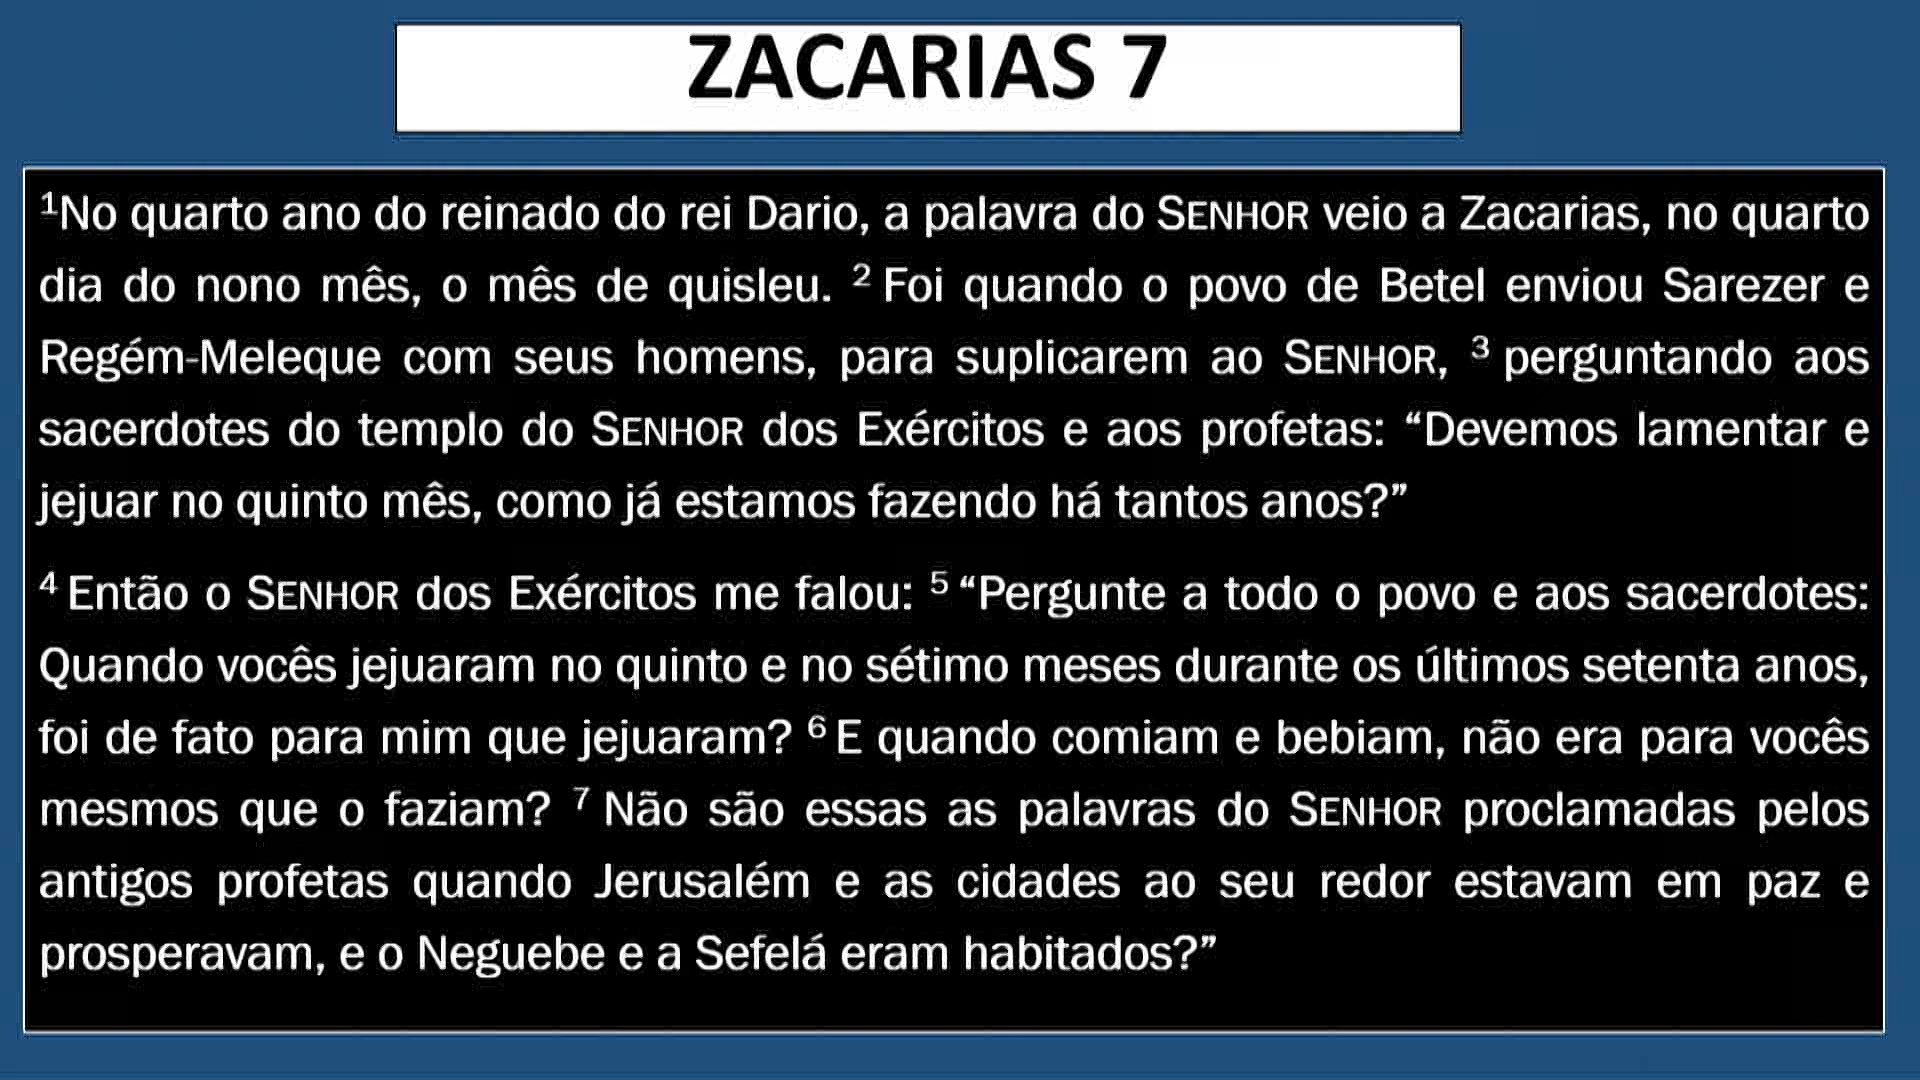 ZACARIAS 7
¹No quarto ano do reinado do rei Dario, a palavra do SENHOR veio a Zacarias, no quarto
dia do nono mês, o mês de quisleu. ² Foi quando o povo de Betel enviou Sarezer e
Regém-Meleque com seus homens, para suplicarem ao SENHOR, ³ perguntando aos
sacerdotes do templo do SENHOR dos Exércitos e aos profetas: “Devemos lamentar e
jejuar no quinto mês, como já estamos fazendo há tantos anos?”
⁴ Então o SENHOR dos Exércitos me falou: ⁵ “Pergunte a todo o povo e aos sacerdotes:
Quando vocês jejuaram no quinto e no sétimo meses durante os últimos setenta anos,
foi de fato para mim que jejuaram? ⁶ E quando comiam e bebiam, não era para vocês
mesmos que o faziam? ⁷ Não são essas as palavras do SENHOR proclamadas pelos
antigos profetas quando Jerusalém e as cidades ao seu redor estavam em paz e
prosperavam, e o Neguebe e a Sefelá eram habitados?”